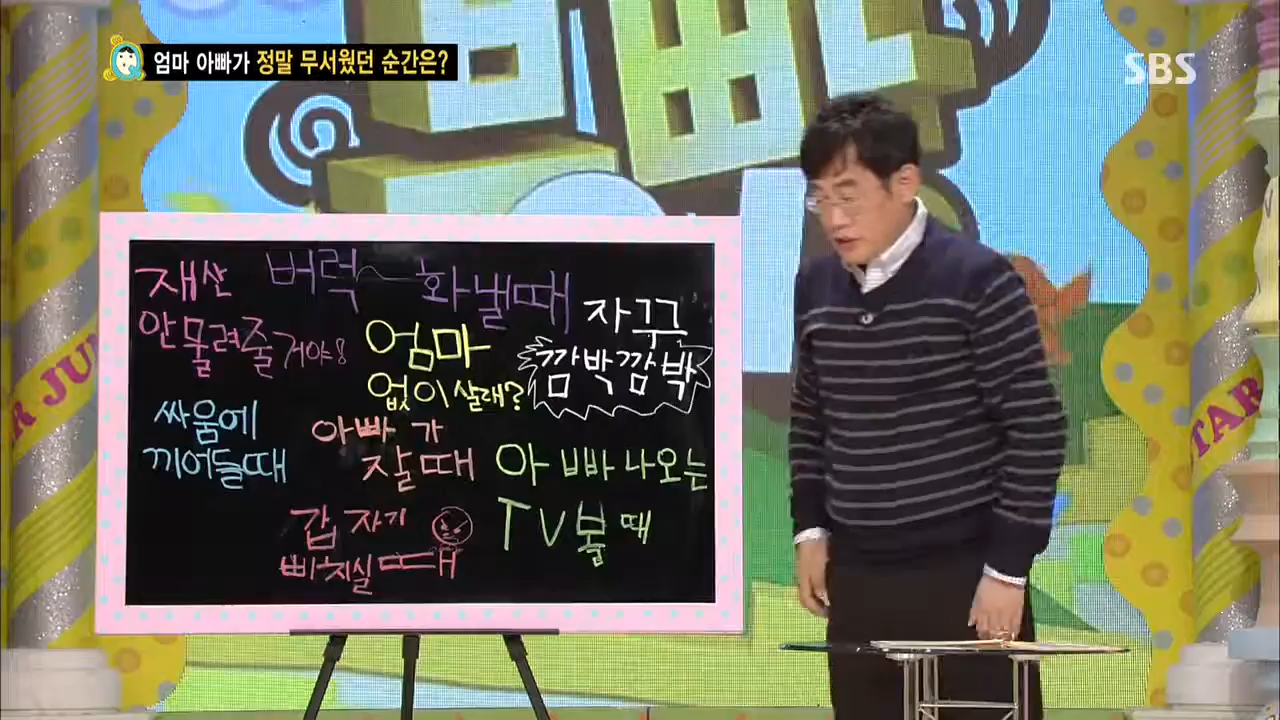 엄마 아빠가 정말 무서웠던 순간은?
SBS
재산
안 물려줄거야!
버럭~ 화낼때
엄마
없이 살래?
자꾸
깜박깜박
싸움에
끼어들때
아빠가
잘때
아빠 나오는
TV 볼 때
갑자기
삐치실 때
STAR